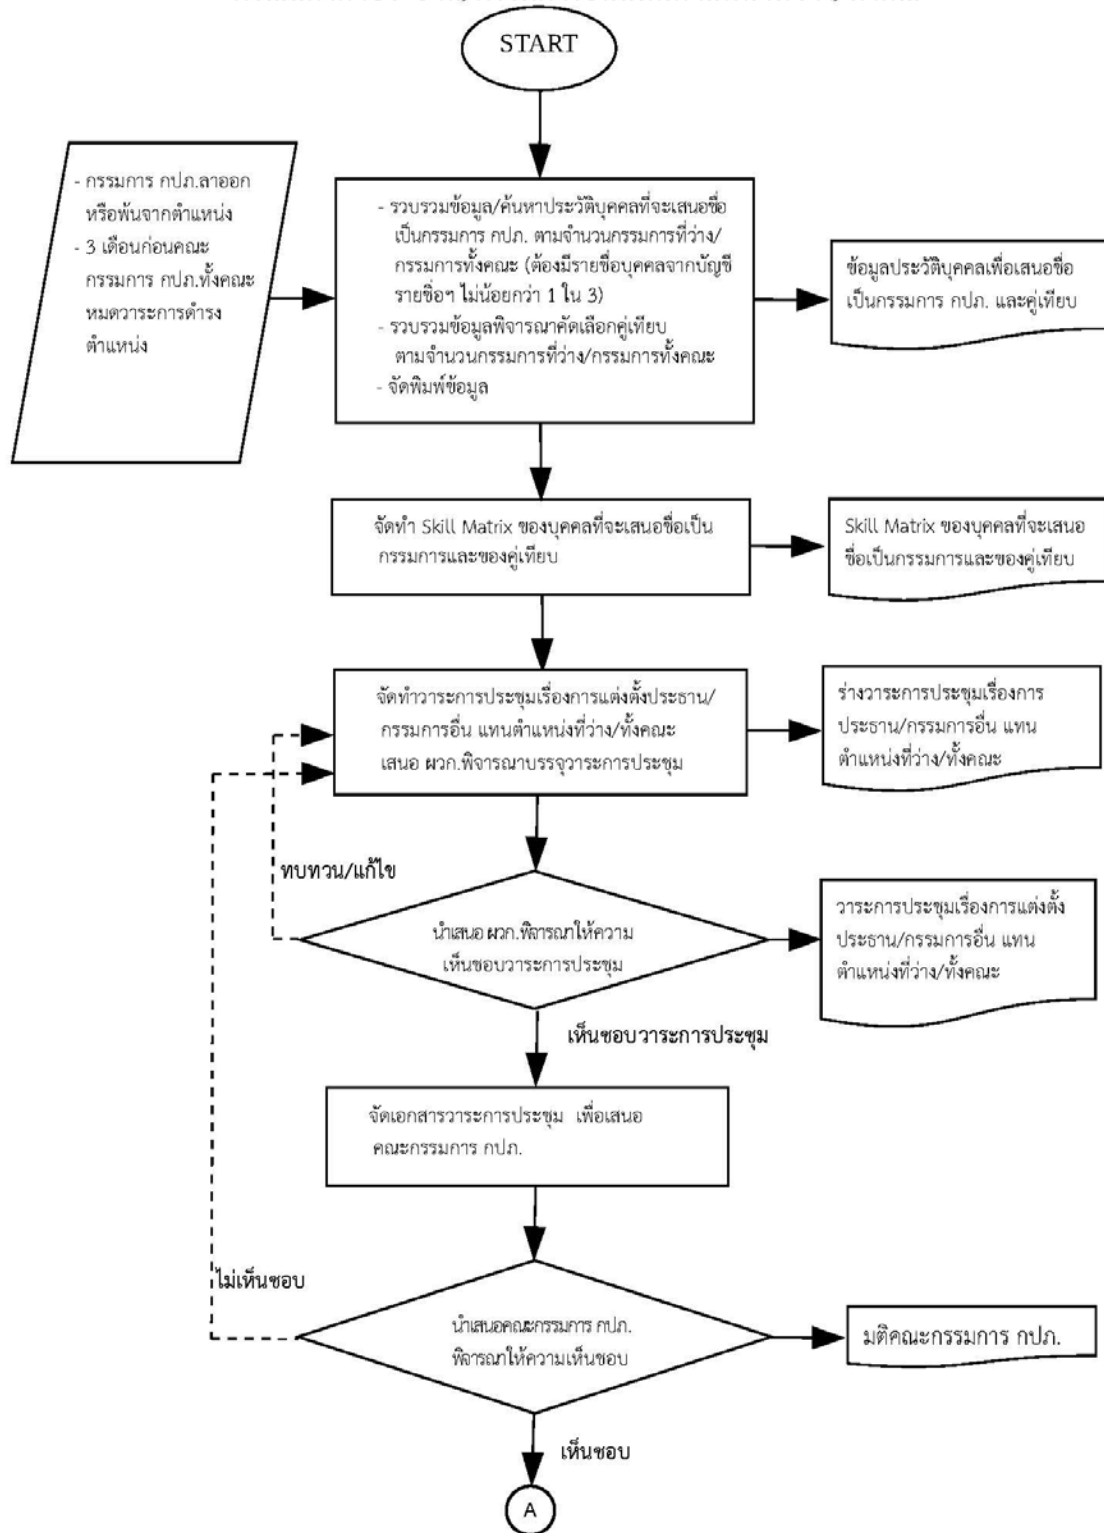 START
- กรรมการ กปภ.ลาออก
หรือพ้นจากตำแหน่ง
- 3 เดือนก่อนคณะ
กรรมการ กปภ.ทั้งคณะ
หมดวาระการดำรง
ตำแหน่ง
- รวบรวมข้อมูล/ค้นหาประวัติบุคคลที่จะเสนอชื่อ
เป็นกรรมการ กปภ. ตามจำนวนกรรมการที่ว่าง/
กรรมการทั้งคณะ (ต้องมีรายชื่อบุคคลจากบัญชี
รายชื่อฯ ไม่น้อยกว่า 1 ใน 3)
- รวบรวมข้อมูลพิจารณาคัดเลือกคู่เทียบ
ตามจำนวนกรรมการที่ว่าง/กรรมการทั้งคณะ
- จัดพิมพ์ข้อมูล
ข้อมูลประวัติบุคคลเพื่อเสนอชื่อ
เป็นกรรมการ กปภ. และคู่เทียบ
จัดทำ Skill Matrix ของบุคคลที่จะเสนอชื่อเป็น
กรรมการและของคู่เทียบ
Skill Matrix ของบุคคลที่จะเสนอ
ชื่อเป็นกรรมการและของคู่เทียบ
จัดทำวาระการประชุมเรื่องการแต่งตั้งประธาน/
กรรมการอื่น แทนตำแหน่งที่ว่าง/ทั้งคณะ
เสนอ ผวก.พิจารณาบรรจุวาระการประชุม
ร่างวาระการประชุมเรื่องการ
ประธาน/กรรมการอื่น แทน
ตำแหน่งที่ว่าง/ทั้งคณะ
ทบทวน/แก้ไข
นำเสนอ ผวก.พิจารณาให้ความ
เห็นชอบวาระการประชุม
วาระการประชุมเรื่องการแต่งตั้ง
ประธาน/กรรมการอื่น แทน
ตำแหน่งที่ว่าง/ทั้งคณะ
เห็นชอบวาระการประชุม
จัดเอกสารวาระการประชุม เพื่อเสนอ
คณะกรรมการ กปภ.
ไม่เห็นชอบ
นำเสนอคณะกรรมการ กปภ.
พิจารณาให้ความเห็นชอบ
มติคณะกรรมการ กปภ.
เห็นชอบ
A